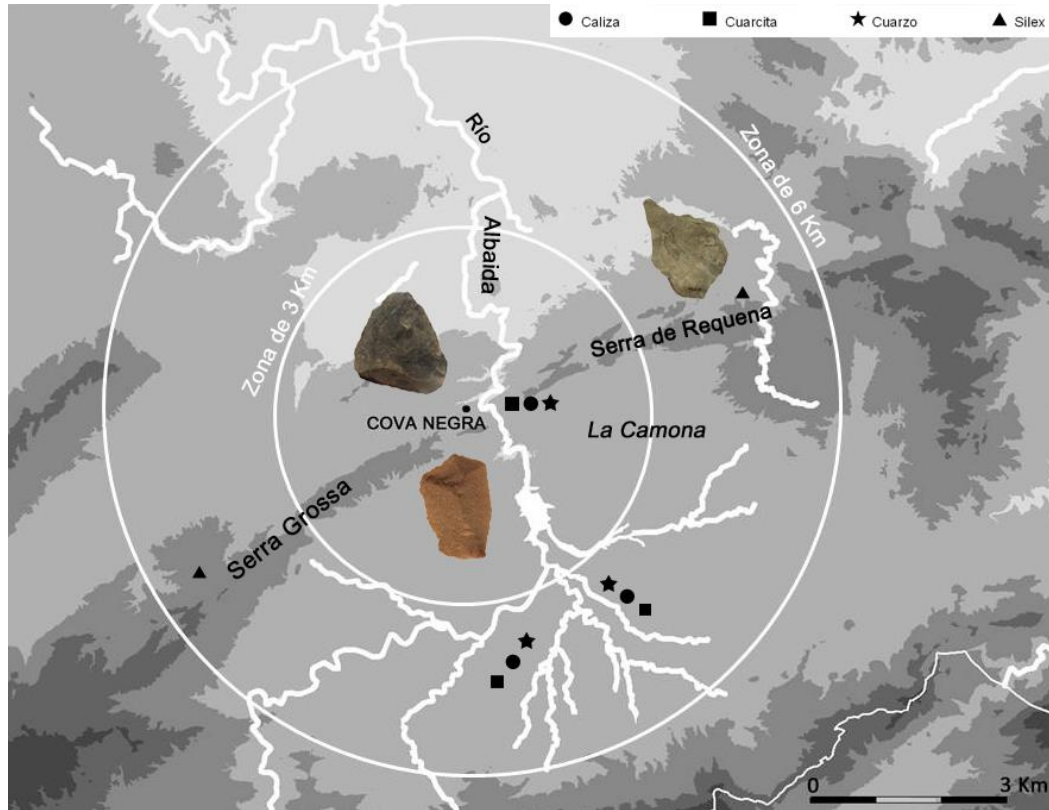 Caliza
Cuarcita
Cuarzo
Sílex
Río
Albaida
Zona de 6 Km
Zona de 3 Km
Serra de Requena
COVA NEGRA
La Camona
Serra Grossa
0 3 Km